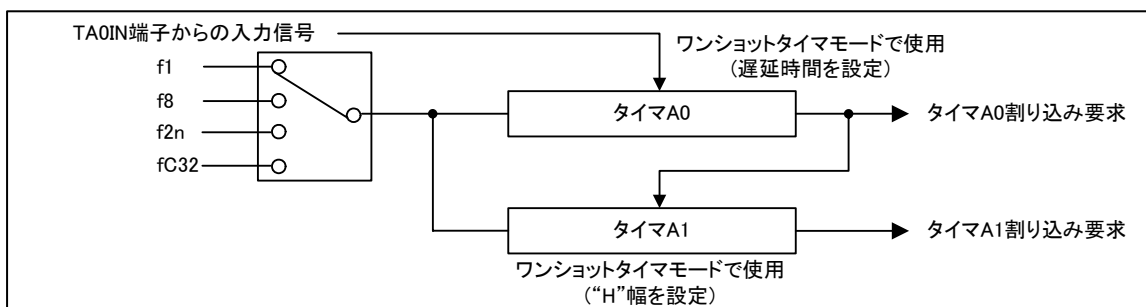 TA0IN端子からの入力信号
ワンショットタイマモードで使用
(遅延時間を設定)
f1
f8
f2n
fC32
タイマA0
タイマA0割り込み要求
タイマA1
タイマA1割り込み要求
ワンショットタイマモードで使用
(“H”幅を設定)